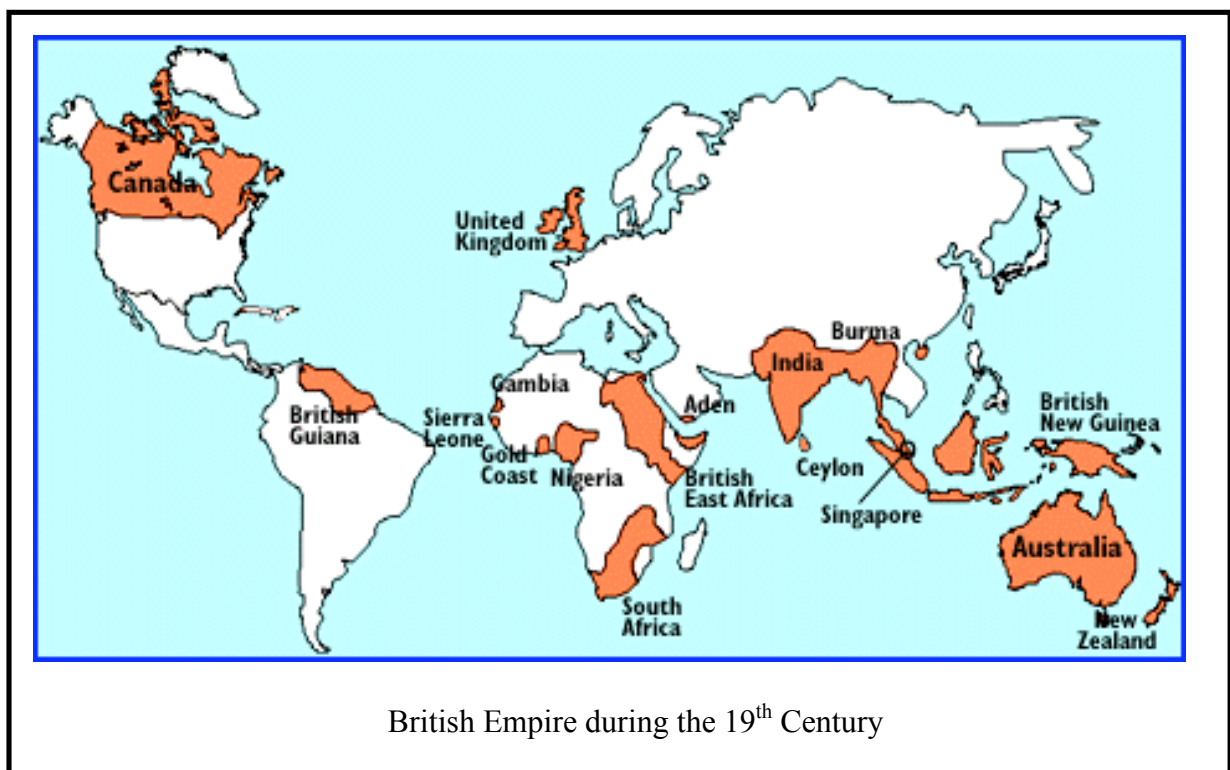 Canada
United
Kingdom
Burma
India
Gambia
Aden
British
New Guinea
British
Guiana
Sierra
Leone
Gold
Coast
Nigeria
British
East Africa
Ceylon
Singapore
Australia
South
Africa
New
Zealand
British Empire during the 19th Century